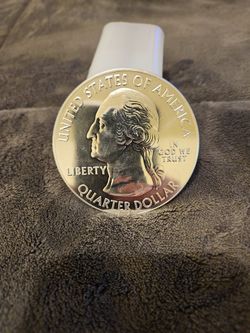 UNITED STATES OF AMERICA
LIBERTY
IN
GOD WE
TRUST
QUARTER DOLLAR